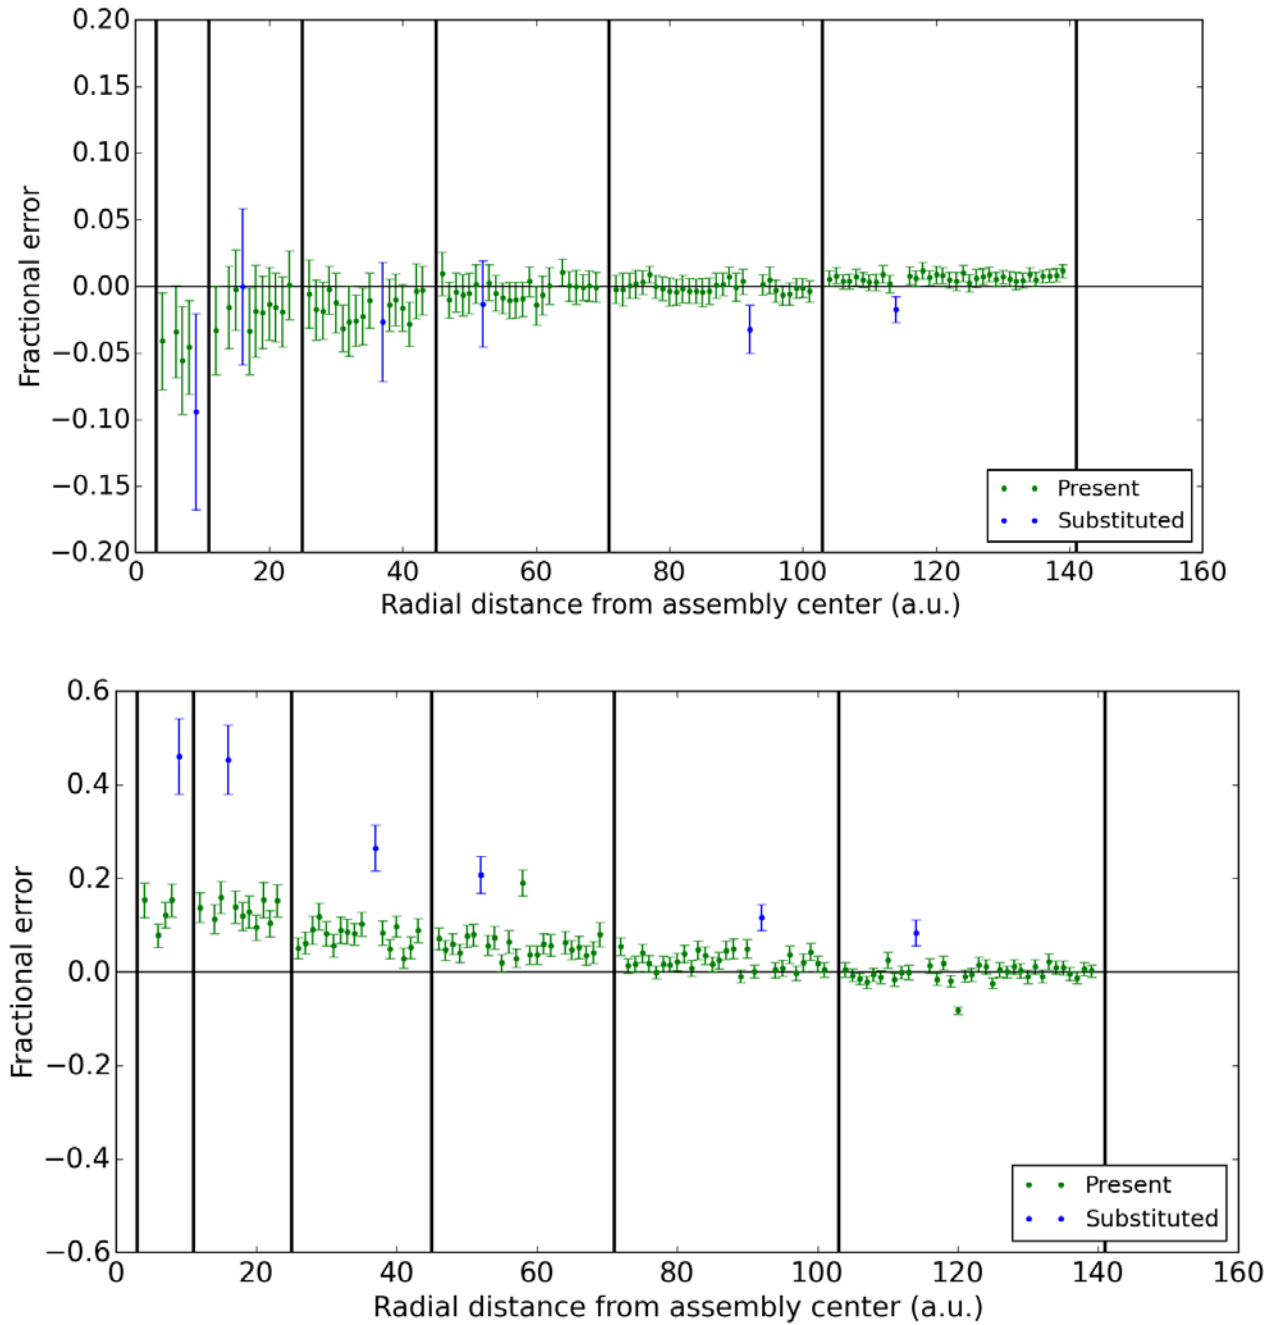 0.20
0.15
0.10
0.05
0.00
−0.05
−0.10
−0.15
−0.20
Fractional error
Present
Substituted
0 20 40 60 80 100 120 140 160
Radial distance from assembly center (a.u.)
0.6
0.4
0.2
0.0
−0.2
−0.4
−0.6
Fractional error
Present
Substituted
0 20 40 60 80 100 120 140 160
Radial distance from assembly center (a.u.)